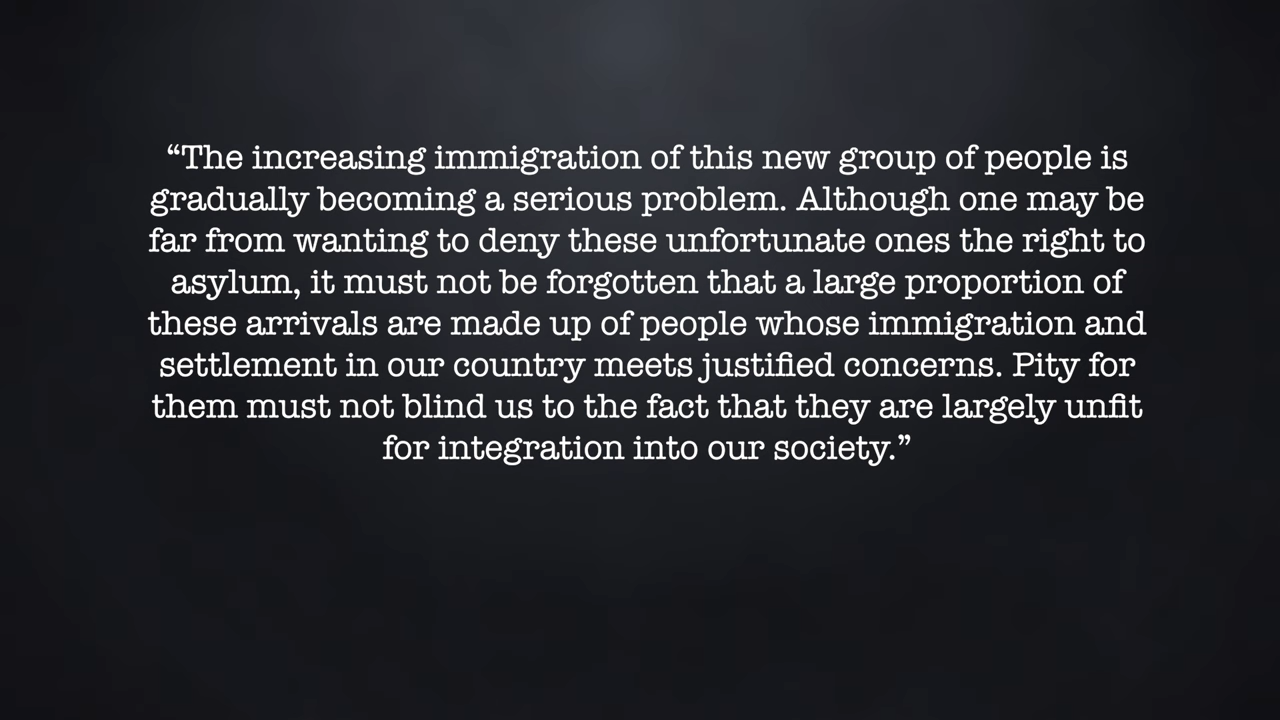 “The increasing immigration of this new group of people is
gradually becoming a serious problem. Although one may be
far from wanting to deny these unfortunate ones the right to
asylum, it must not be forgotten that a large proportion of
these arrivals are made up of people whose immigration and
settlement in our country meets justified concerns. Pity for
them must not blind us to the fact that they are largely unfit
for integration into our society.”